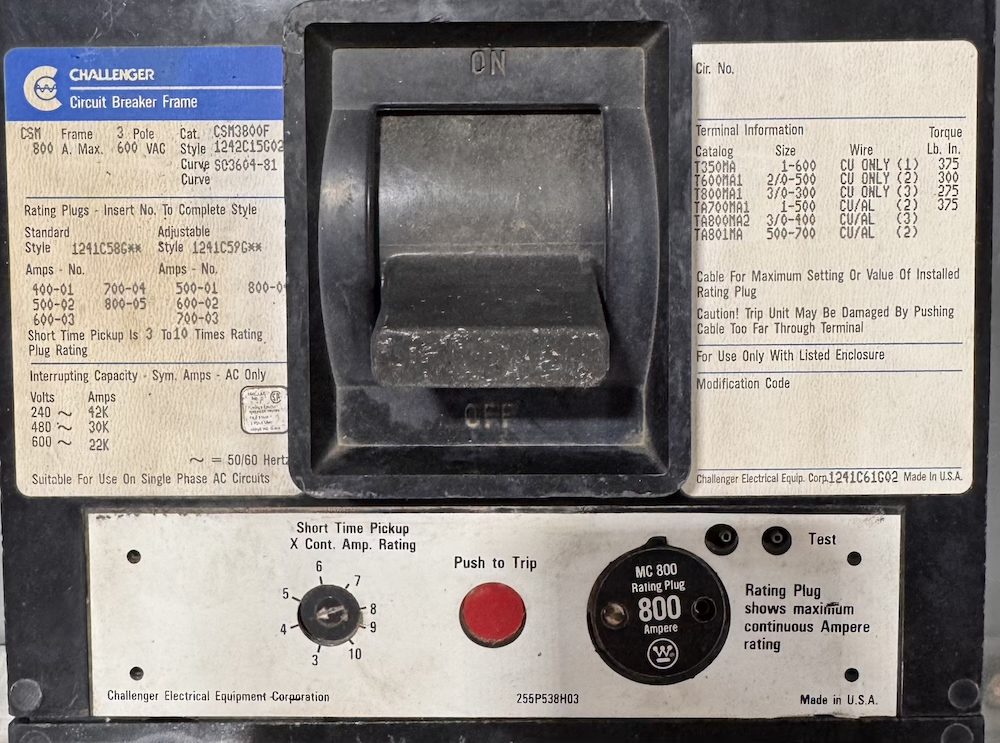 CHALLENGER
Circuit Breaker Frame
CSM Frame 3 Pole Cat. CSM3800F
800 A. Max. 600 VAC Style 1242C15G02
Curve SC3604-81
Curve
Rating Plugs - Insert No. To Complete Style
Standard Adjustable
Style 1241C58G** Style 1241C59G**
Amps - No. Amps - No.
400-01 700-04 500-01
500-02 800-05 600-02
600-03 700-03
Short Time Pickup Is 3 To 10 Times Rating
Plug Rating
Interrupting Capacity - Sym. Amps - AC Only
Volts Amps
240 ~ 42K
480 ~ 30K
600 ~ 22K
~ = 50/60 Hertz
Suitable For Use On Single Phase AC Circuits
ON
OFF
Cir. No.
Terminal Information Torque
Catalog Size Wire Lb. In.
T350MA 1-600 CU ONLY (1) 375
T600MA1 2/0-500 CU ONLY (2) 300
T800MA1 3/0-300 CU ONLY (3) 275
TA700MA1 1-500 CU/AL (2) 375
TA800MA2 3/0-400 CU/AL (3)
TA801MA 500-700 CU/AL (2)
Cable For Maximum Setting Or Value Of Installed
Rating Plug
Caution! Trip Unit May Be Damaged By Pushing
Cable Too Far Through Terminal
For Use Only With Listed Enclosure
Modification Code
Challenger Electrical Equip. Corp. 1241C61G02 Made In U.S.A.
Short Time Pickup
X Cont. Amp. Rating
3 4 5 6 7 8 9 10
Push to Trip
MC 800
Rating Plug
800
Ampere
W
Test
Rating Plug
shows maximum
continuous Ampere
rating
Challenger Electrical Equipment Corporation
255P538H03
Made in U.S.A.